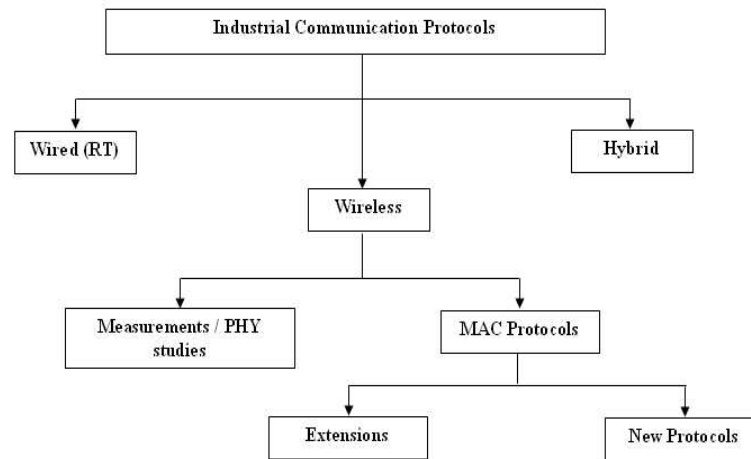 Industrial Communication Protocols
Wired (RT)
Hybrid
Wireless
Measurements / PHY
studies
MAC Protocols
Extensions
New Protocols